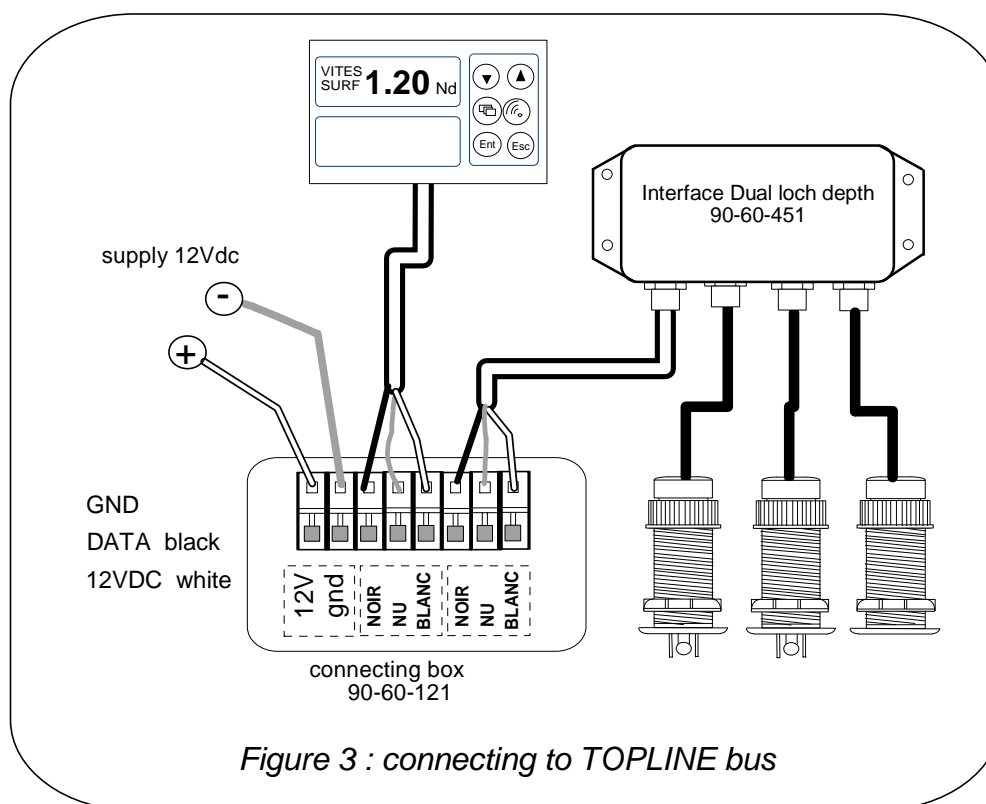 VITES
SURF 1.20 Nd
Ent Esc
Interface Dual loch depth
90-60-451
supply 12Vdc
-
+
GND
DATA black
12VDC white
12V
gnd
NOIR
NU
BLANC
NOIR
NU
BLANC
connecting box
90-60-121
Figure 3 : connecting to TOPLINE bus